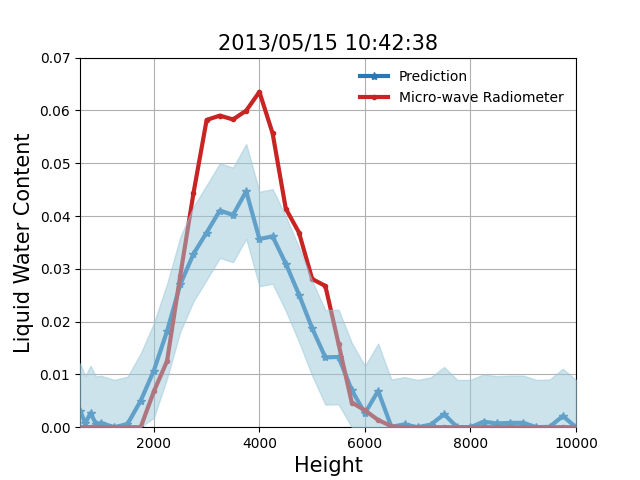 2013/05/15 10:42:38
0.07
0.06
0.05
0.04
0.03
0.02
0.01
0.00
Liquid Water Content
Prediction
Micro-wave Radiometer
2000 4000 6000 8000 10000
Height